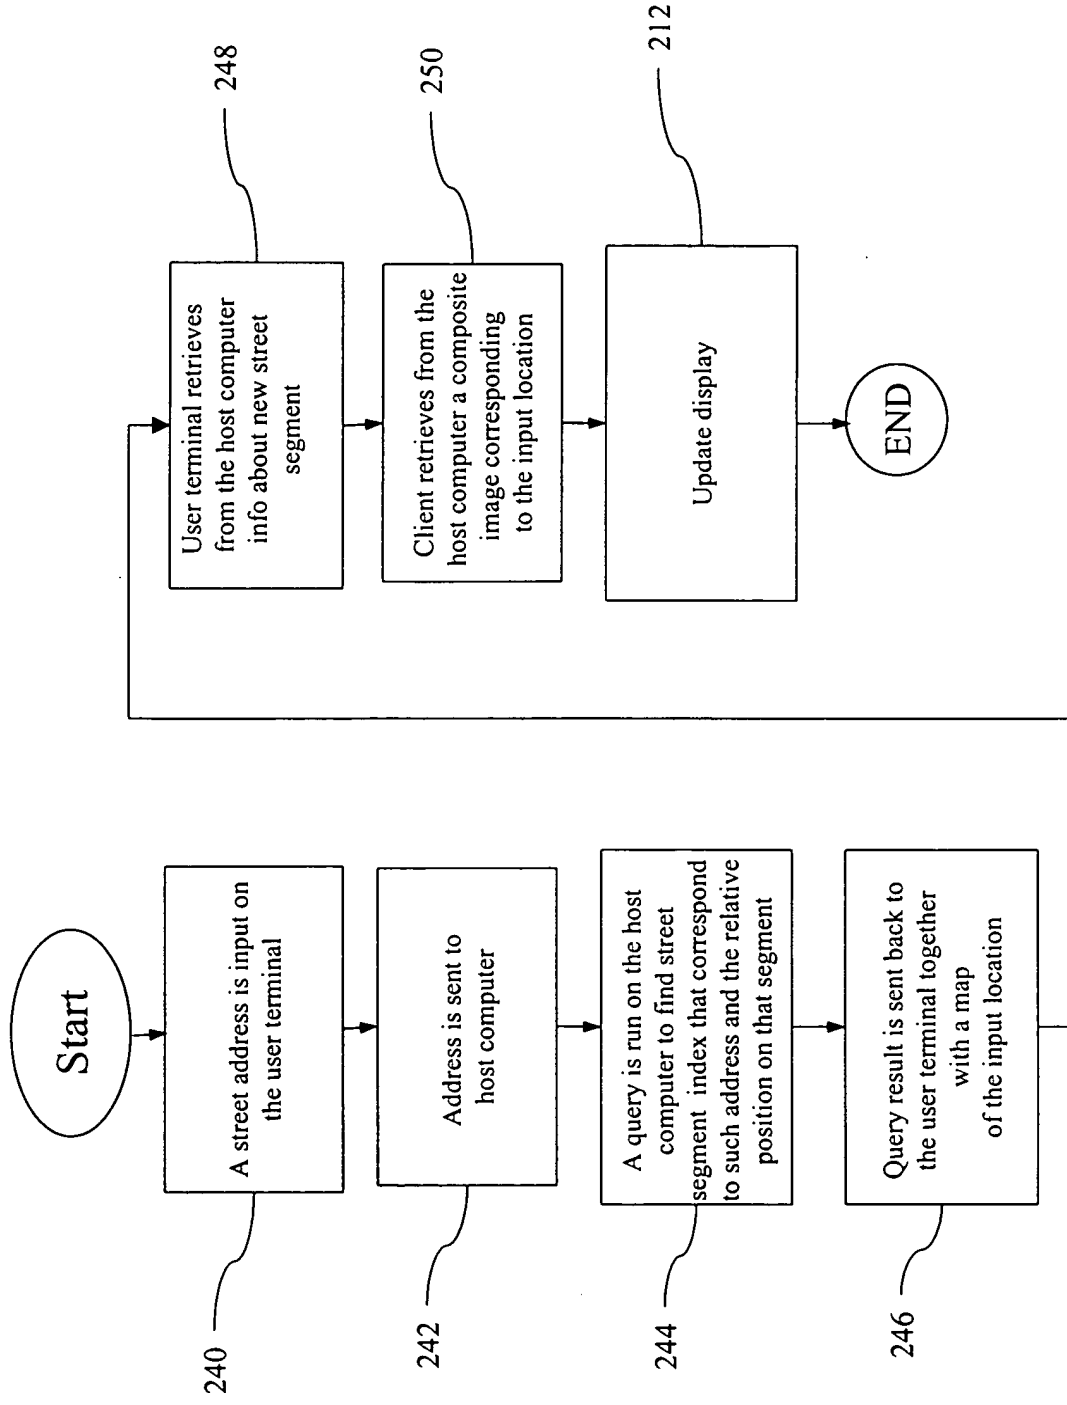 Start
A street address is input on
the user terminal
240
Address is sent to
host computer
242
A query is run on the host
computer to find street
segment index that correspond
to such address and the relative
position on that segment
244
Query result is sent back to
the user terminal together
with a map
of the input location
246
User terminal retrieves
from the host computer
info about new street
segment
248
Client retrieves from the
host computer a composite
image corresponding
to the input location
250
Update display
212
END